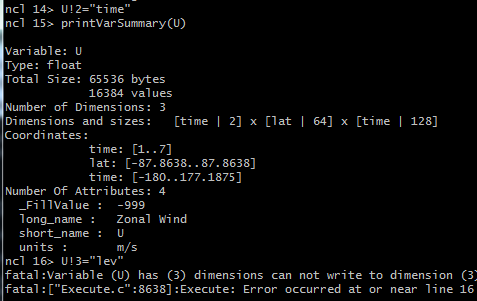 ncl 14> U!2="time"
ncl 15> printVarSummary(U)
Variable: U
Type: float
Total Size: 65536 bytes
16384 values
Number of Dimensions: 3
Dimensions and sizes: [time | 2] x [lat | 64] x [time | 128]
Coordinates:
time: [1..7]
lat: [-87.8638..87.8638]
time: [-180..177.1875]
Number Of Attributes: 4
_FillValue : -999
long_name : Zonal Wind
short_name : U
units : m/s
ncl 16> U!3="lev"
fatal:Variable (U) has (3) dimensions can not write to dimension (3)
fatal:["Execute.c":8638]:Execute: Error occurred at or near line 16